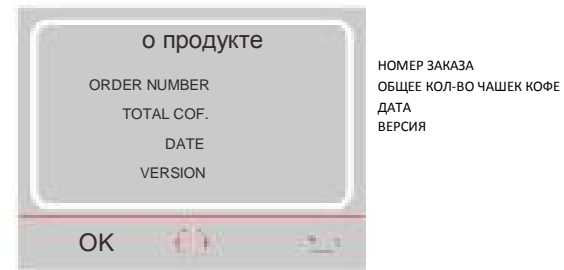 о продукте
ORDER NUMBER
TOTAL COF.
DATE
VERSION
OK
НОМЕР ЗАКАЗА
ОБЩЕЕ КОЛ-ВО ЧАШЕК КОФЕ
ДАТА
ВЕРСИЯ